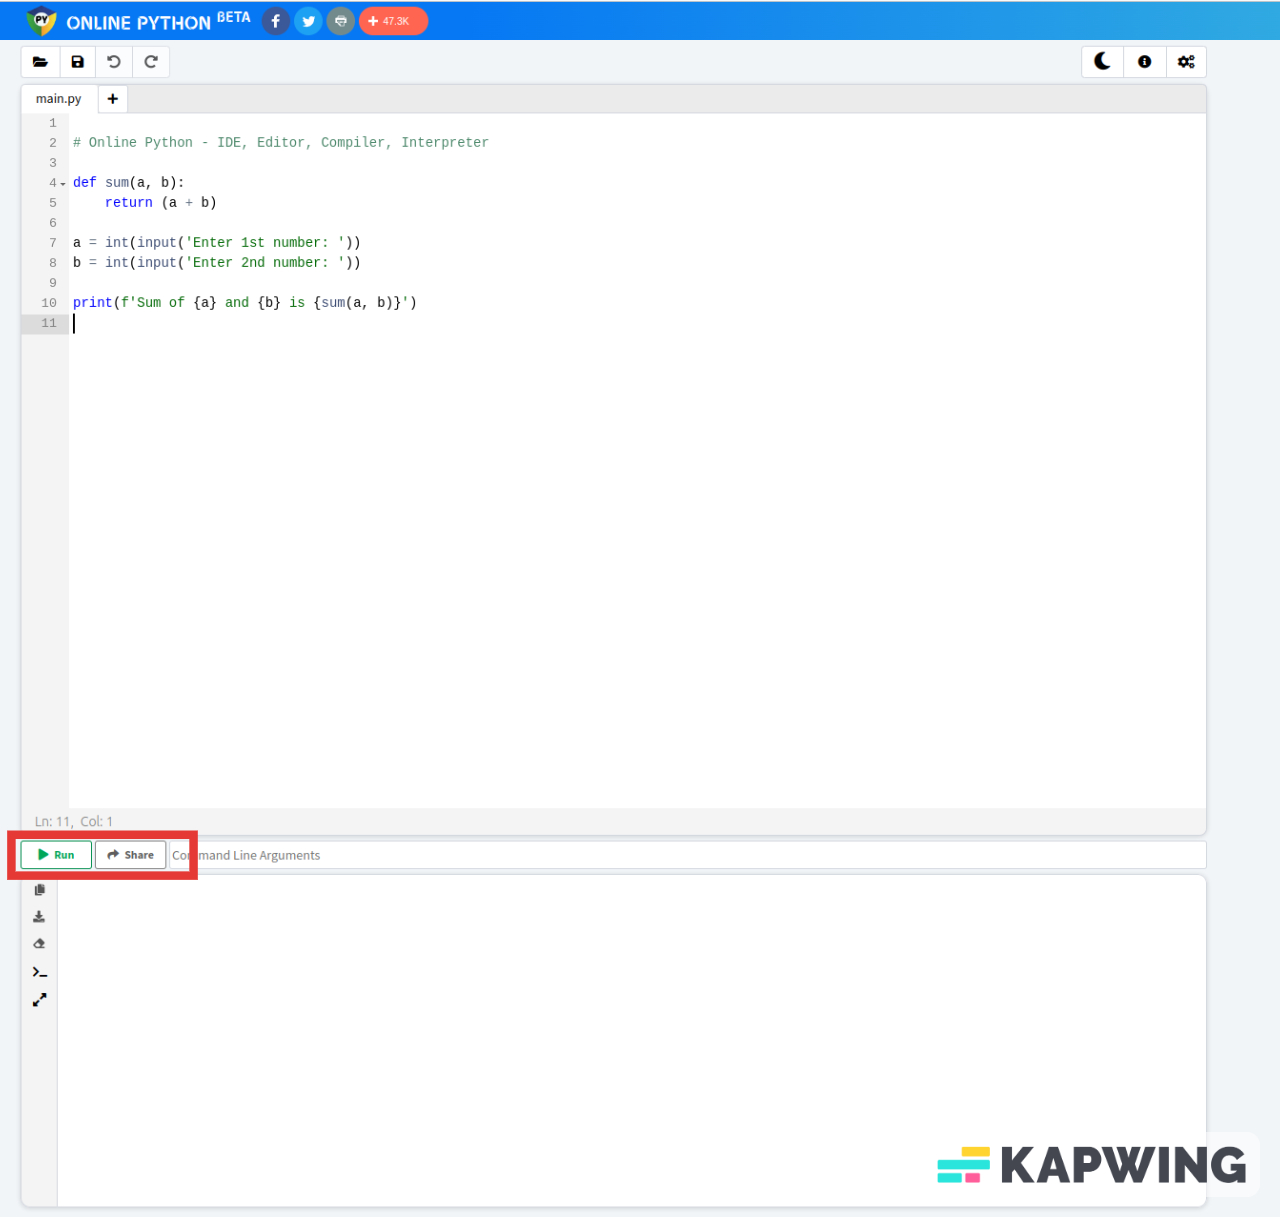 PY ONLINE PYTHON BETA f + 47.3K
main.py +
1
2 # Online Python - IDE, Editor, Compiler, Interpreter
3
4 def sum(a, b):
5     return (a + b)
6
7 a = int(input('Enter 1st number: '))
8 b = int(input('Enter 2nd number: '))
9
10 print(f'Sum of {a} and {b} is {sum(a, b)}')
11
Ln: 11, Col: 1
Run Share Command Line Arguments
KAPWING